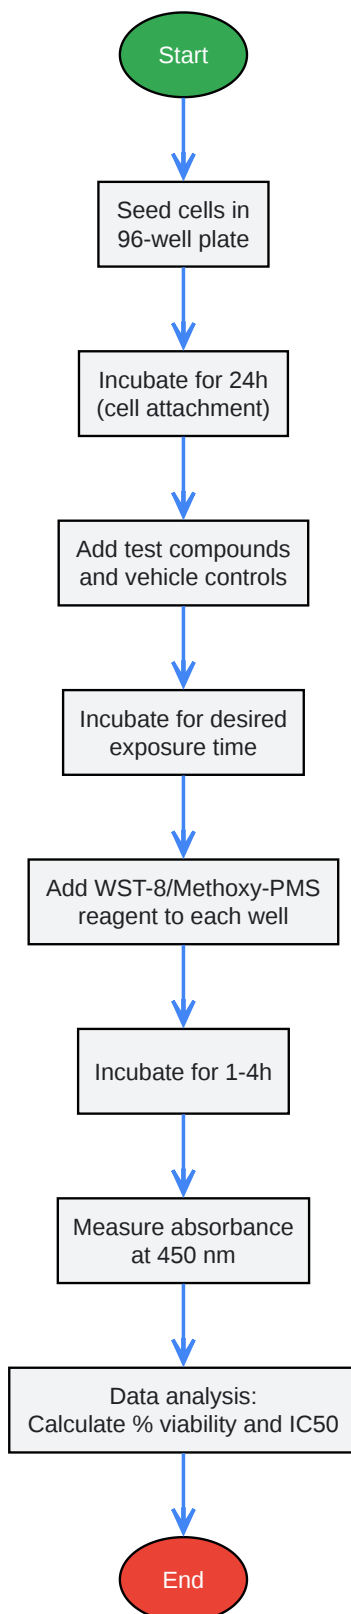 Start
Seed cells in
96-well plate
Incubate for 24h
(cell attachment)
Add test compounds
and vehicle controls
Incubate for desired
exposure time
Add WST-8/Methoxy-PMS
reagent to each well
Incubate for 1-4h
Measure absorbance
at 450 nm
Data analysis:
Calculate % viability and IC50
End